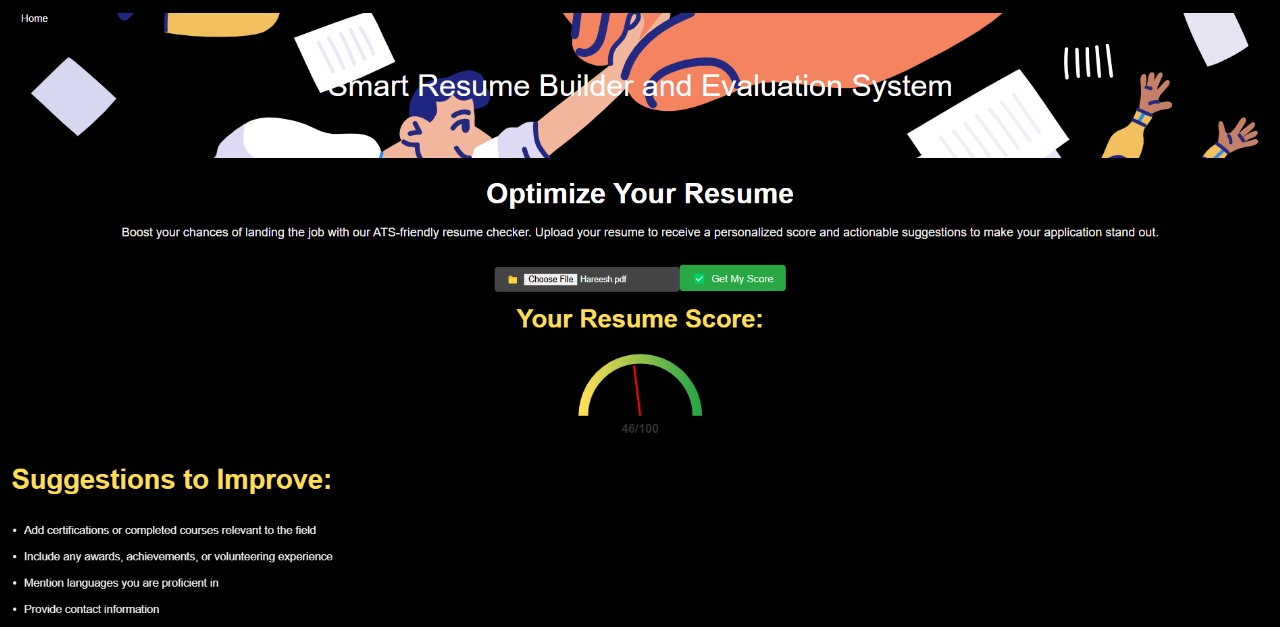 Home
Smart Resume Builder and Evaluation System
Optimize Your Resume
Boost your chances of landing the job with our ATS-friendly resume checker. Upload your resume to receive a personalized score and actionable suggestions to make your application stand out.
Choose File Hareesh.pdf Get My Score
Your Resume Score:
46/100
Suggestions to Improve:
• Add certifications or completed courses relevant to the field
• Include any awards, achievements, or volunteering experience
• Mention languages you are proficient in
• Provide contact information